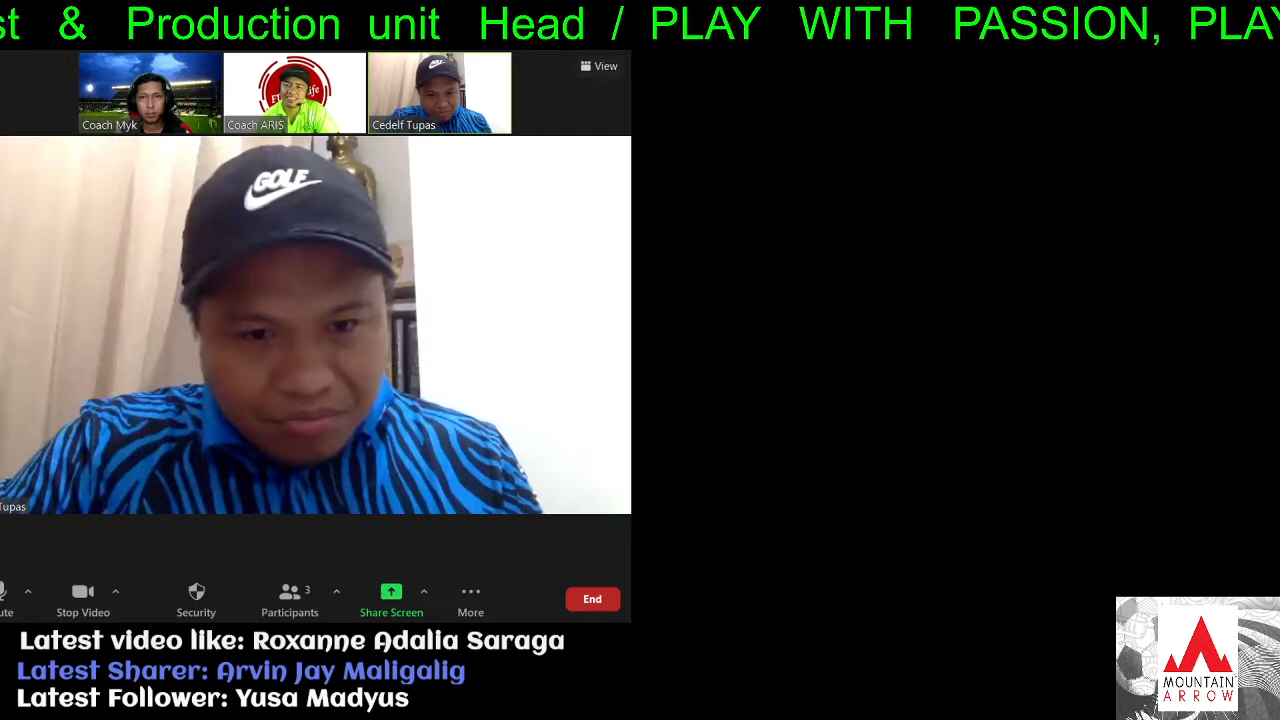 st & Production unit Head / PLAY WITH PASSION, PLAY
View
Coach Myk
Coach ARIS
Cedelf Tupas
GOLF
Tupas
ute
Stop Video
Security
Participants
3
Share Screen
More
End
Latest video like: Roxanne Adalia Saraga
Latest Sharer: Arvin Jay Maligalig
Latest Follower: Yusa Madyus
MOUNTAIN
ARROW